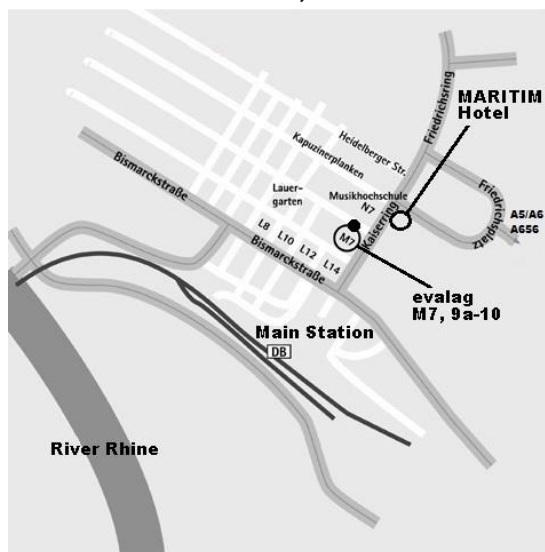 MARITIM
Hotel
Friedrichsring
Heidelberger Str.
Kapuzinerplanken
Bismarckstraße
Friedrichsplatz
Musikhochschule
Lauer-
garten
N7
A5/A6
A656
Kaiserring
L8
L10
L12
L14
M7
Bismarckstraße
evalag
M7, 9a-10
Main Station
DB
River Rhine